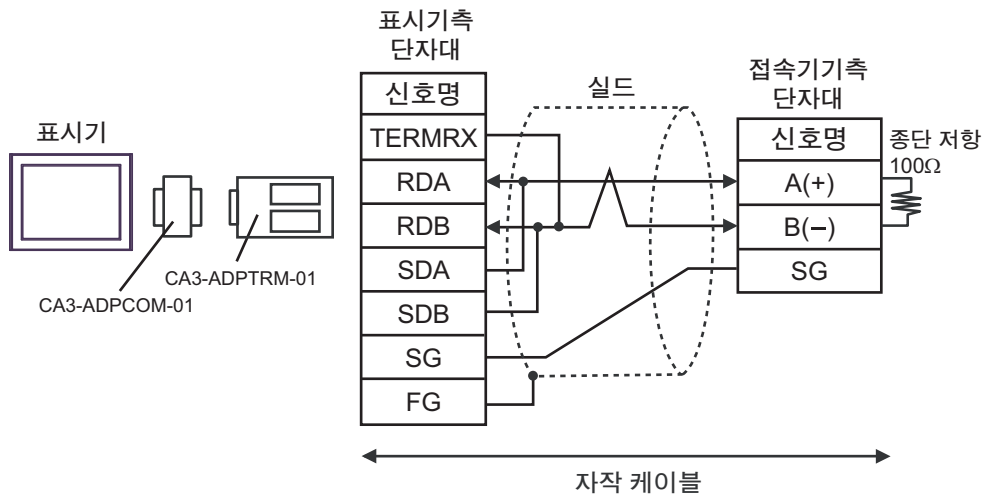 표시기
CA3-ADPCOM-01
CA3-ADPTRM-01
표시기측
단자대
신호명
TERMRX
RDA
RDB
SDA
SDB
SG
FG
실드
접속기기측
단자대
신호명
A(+)
B(−)
SG
종단 저항
100Ω
자작 케이블